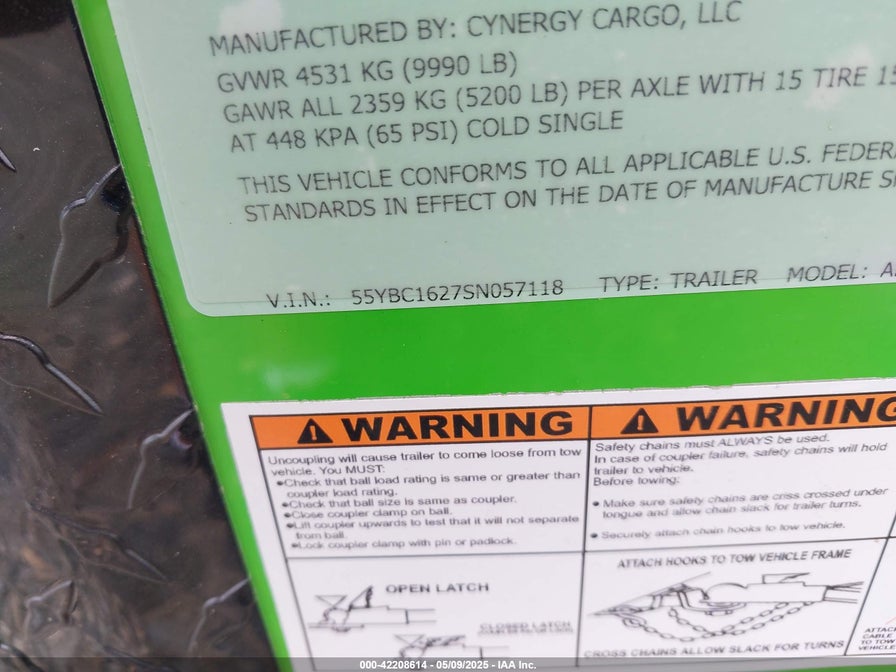 MANUFACTURED BY: CYNERGY CARGO, LLC
GVWR 4531 KG (9990 LB)
GAWR ALL 2359 KG (5200 LB) PER AXLE WITH 15 TIRE
AT 448 KPA (65 PSI) COLD SINGLE
THIS VEHICLE CONFORMS TO ALL APPLICABLE U.S. FEDER
STANDARDS IN EFFECT ON THE DATE OF MANUFACTURE
V.I.N.: 55YBC1627SN057118 TYPE: TRAILER MODEL: A
WARNING
Uncoupling will cause trailer to come loose from tow
vehicle. You MUST:
•Check that ball load rating is same or greater than
coupler load rating.
•Check that ball size is same as coupler.
•Close coupler clamp on ball.
•Lift coupler upwards to test that it will not separate
from ball.
•Lock coupler clamp with pin or padlock.
OPEN LATCH
CLOSED LATCH
WARNING
Safety chains must ALWAYS be used.
In case of coupler failure, safety chains will hold
trailer to vehicle.
Before towing:
• Make sure safety chains are criss crossed under
tongue and allow chain slack for trailer turns.
• Securely attach chain hooks to tow vehicle.
ATTACH HOOKS TO TOW VEHICLE FRAME
CROSS CHAINS ALLOW SLACK FOR TURNS
ATTAC
CABLE
TO TOW
VEHICLE
000-42208614 - 05/09/2025 - IAA Inc.